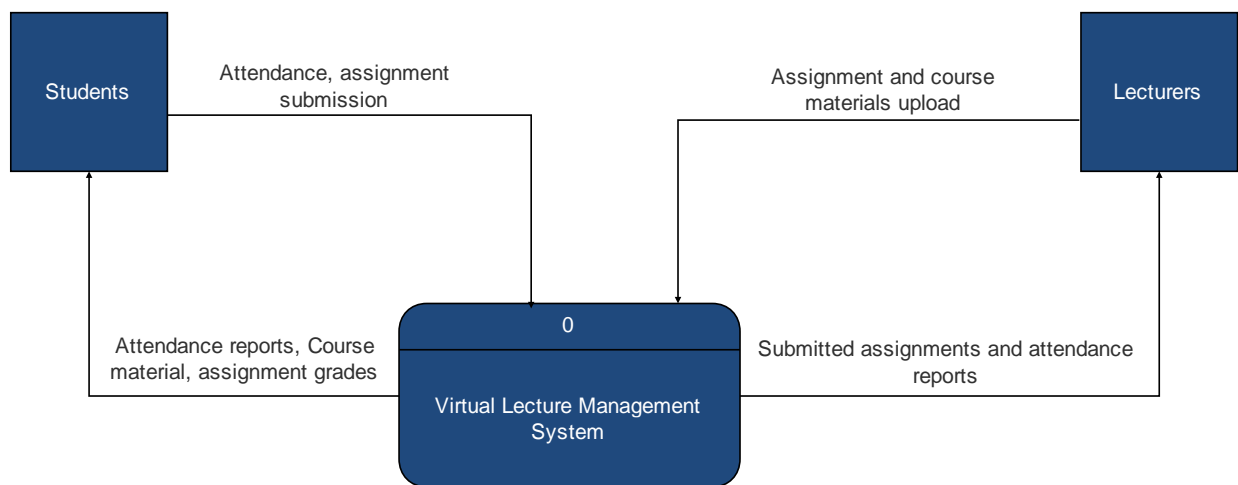 Students
Attendance, assignment
submission
Assignment and course
materials upload
Lecturers
0
Attendance reports, Course
material, assignment grades
Virtual Lecture Management
System
Submitted assignments and attendance
reports